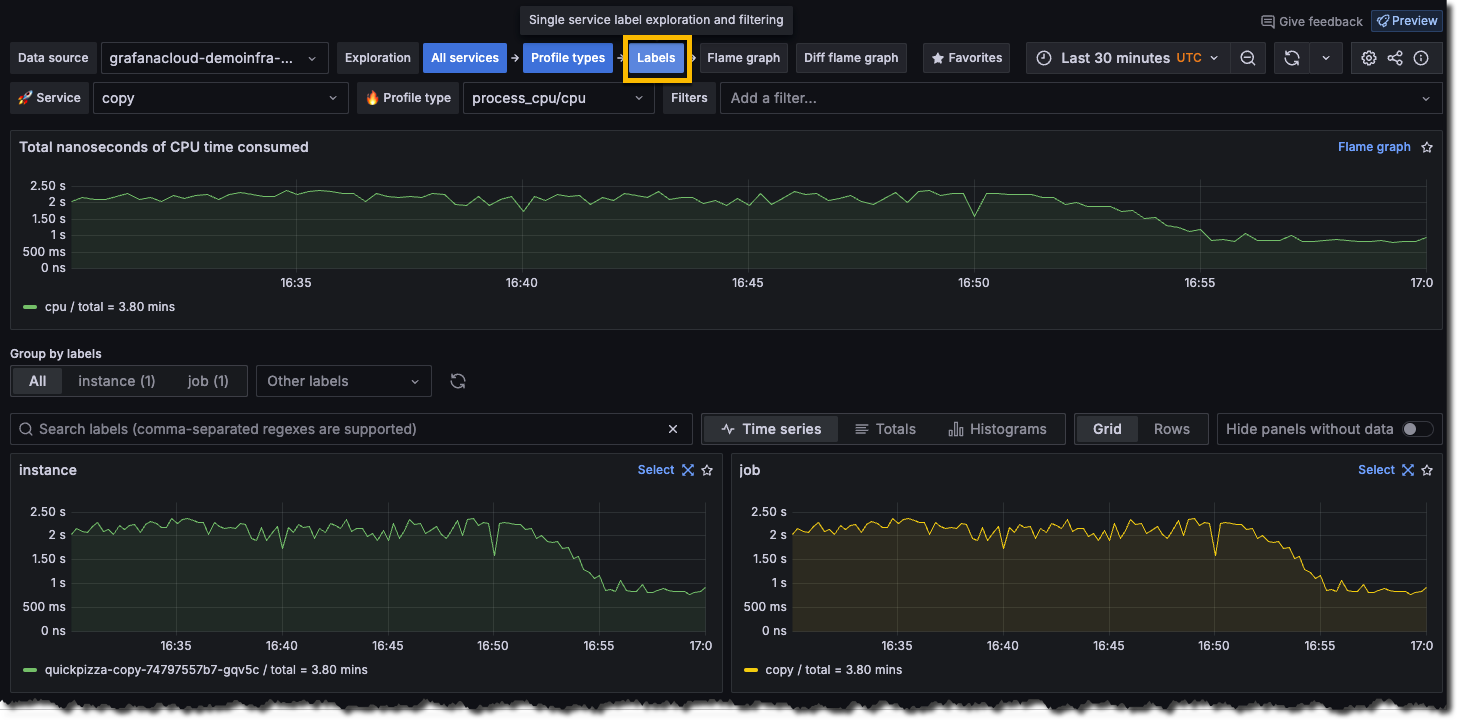 Single service label exploration and filtering
Give feedback Preview
Data source grafanacloud-demoinfra-... Exploration All services Profile types Labels Flame graph Diff flame graph Favorites Last 30 minutes UTC
Service copy Profile type process_cpu/cpu Filters Add a filter...
Total nanoseconds of CPU time consumed Flame graph
2.50 s
2 s
1.50 s
1 s
500 ms
0 ns
16:35 16:40 16:45 16:50 16:55 17:0
cpu / total = 3.80 mins
Group by labels
All instance (1) job (1) Other labels
Search labels (comma-separated regexes are supported) Time series Totals Histograms Grid Rows Hide panels without data
instance Select
2.50 s
2 s
1.50 s
1 s
500 ms
0 ns
16:35 16:40 16:45 16:50 16:55 17:0
quickpizza-copy-74797557b7-gqv5c / total = 3.80 mins
job Select
2.50 s
2 s
1.50 s
1 s
500 ms
0 ns
16:35 16:40 16:45 16:50 16:55 17:0
copy / total = 3.80 mins